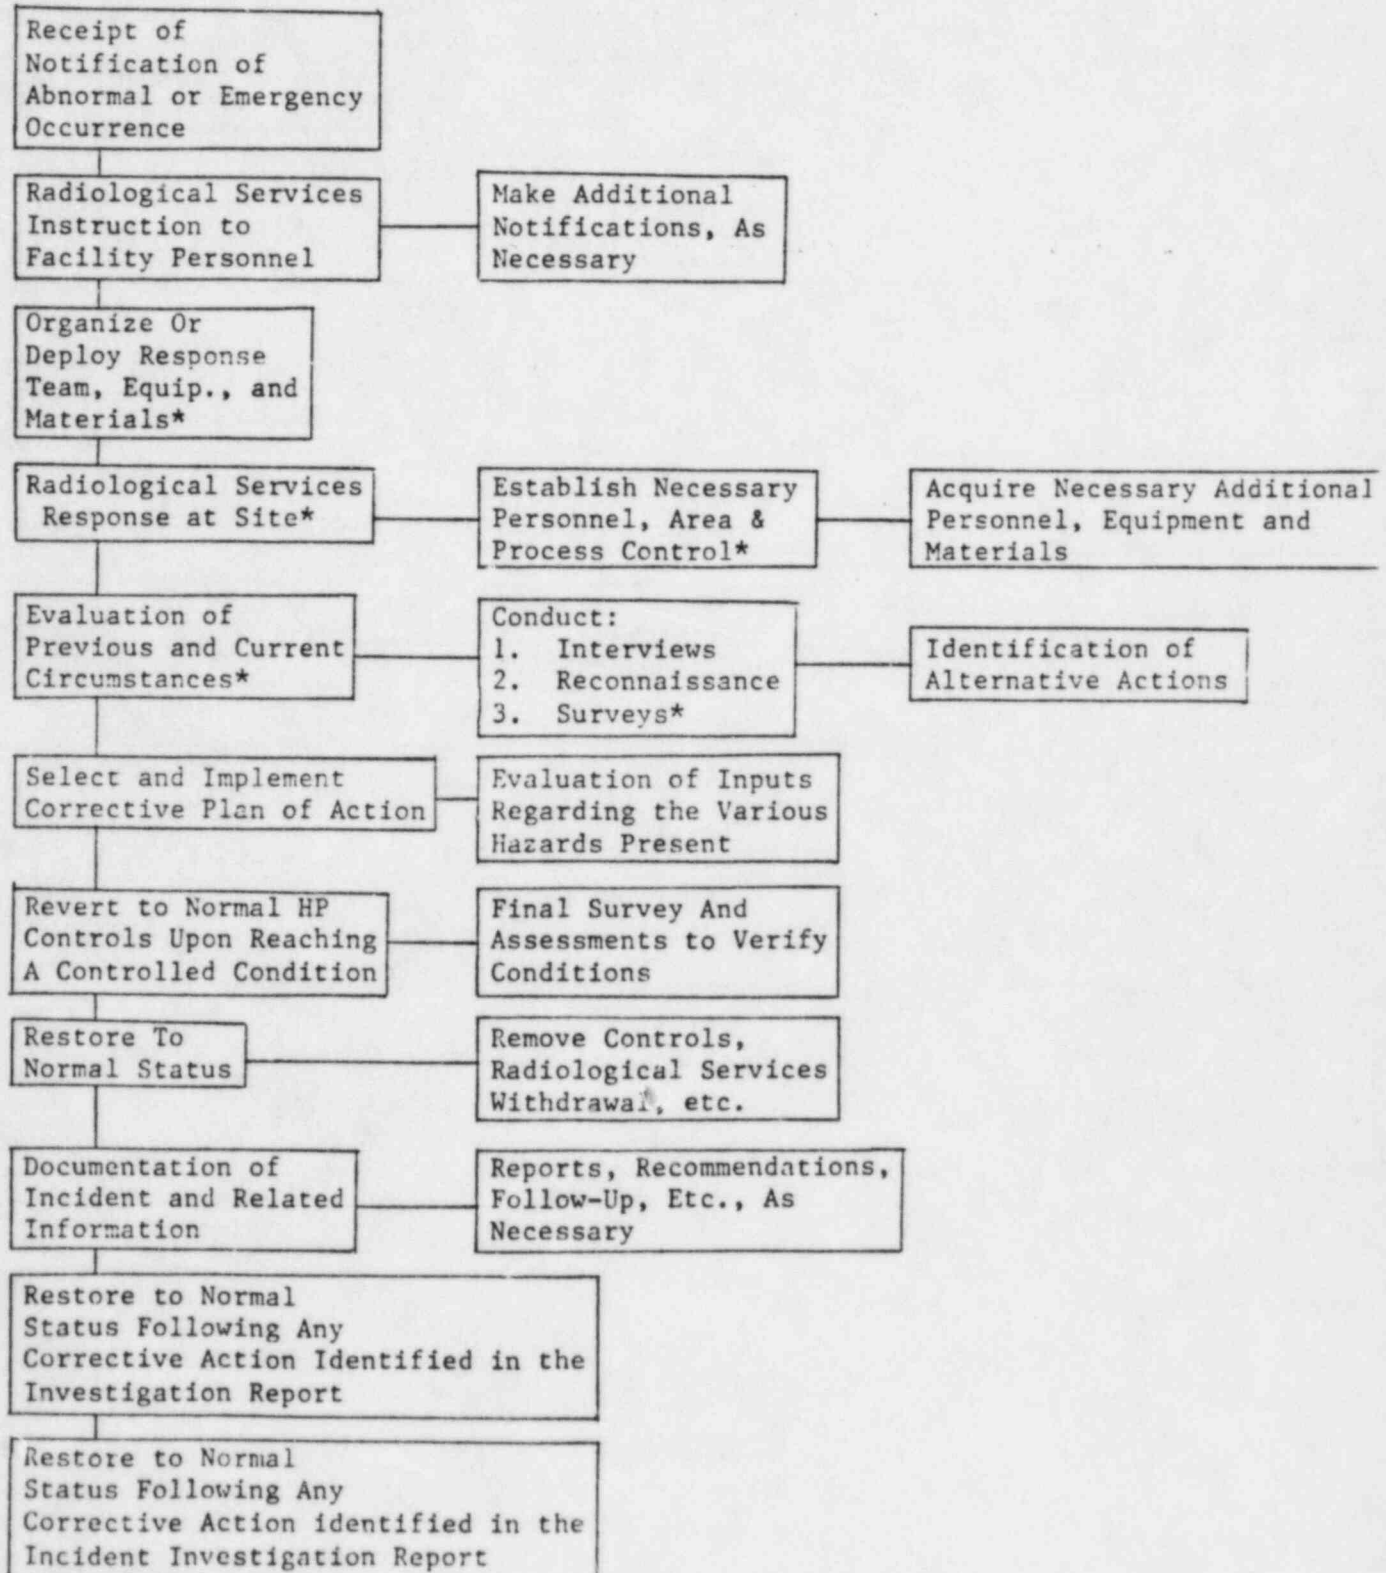 Receipt of
Notification of
Abnormal or Emergency
Occurrence
Radiological Services
Instruction to
Facility Personnel
Make Additional
Notifications, As
Necessary
Organize Or
Deploy Response
Team, Equip., and
Materials*
Radiological Services
Response at Site*
Establish Necessary
Personnel, Area &
Process Control*
Acquire Necessary Additional
Personnel, Equipment and
Materials
Evaluation of
Previous and Current
Circumstances*
Conduct:
1. Interviews
2. Reconnaissance
3. Surveys*
Identification of
Alternative Actions
Select and Implement
Corrective Plan of Action
Evaluation of Inputs
Regarding the Various
Hazards Present
Revert to Normal HP
Controls Upon Reaching
A Controlled Condition
Final Survey And
Assessments to Verify
Conditions
Restore To
Normal Status
Remove Controls,
Radiological Services
Withdrawal, etc.
Documentation of
Incident and Related
Information
Reports, Recommendations,
Follow-Up, Etc., As
Necessary
Restore to Normal
Status Following Any
Corrective Action Identified in the
Investigation Report
Restore to Normal
Status Following Any
Corrective Action identified in the
Incident Investigation Report